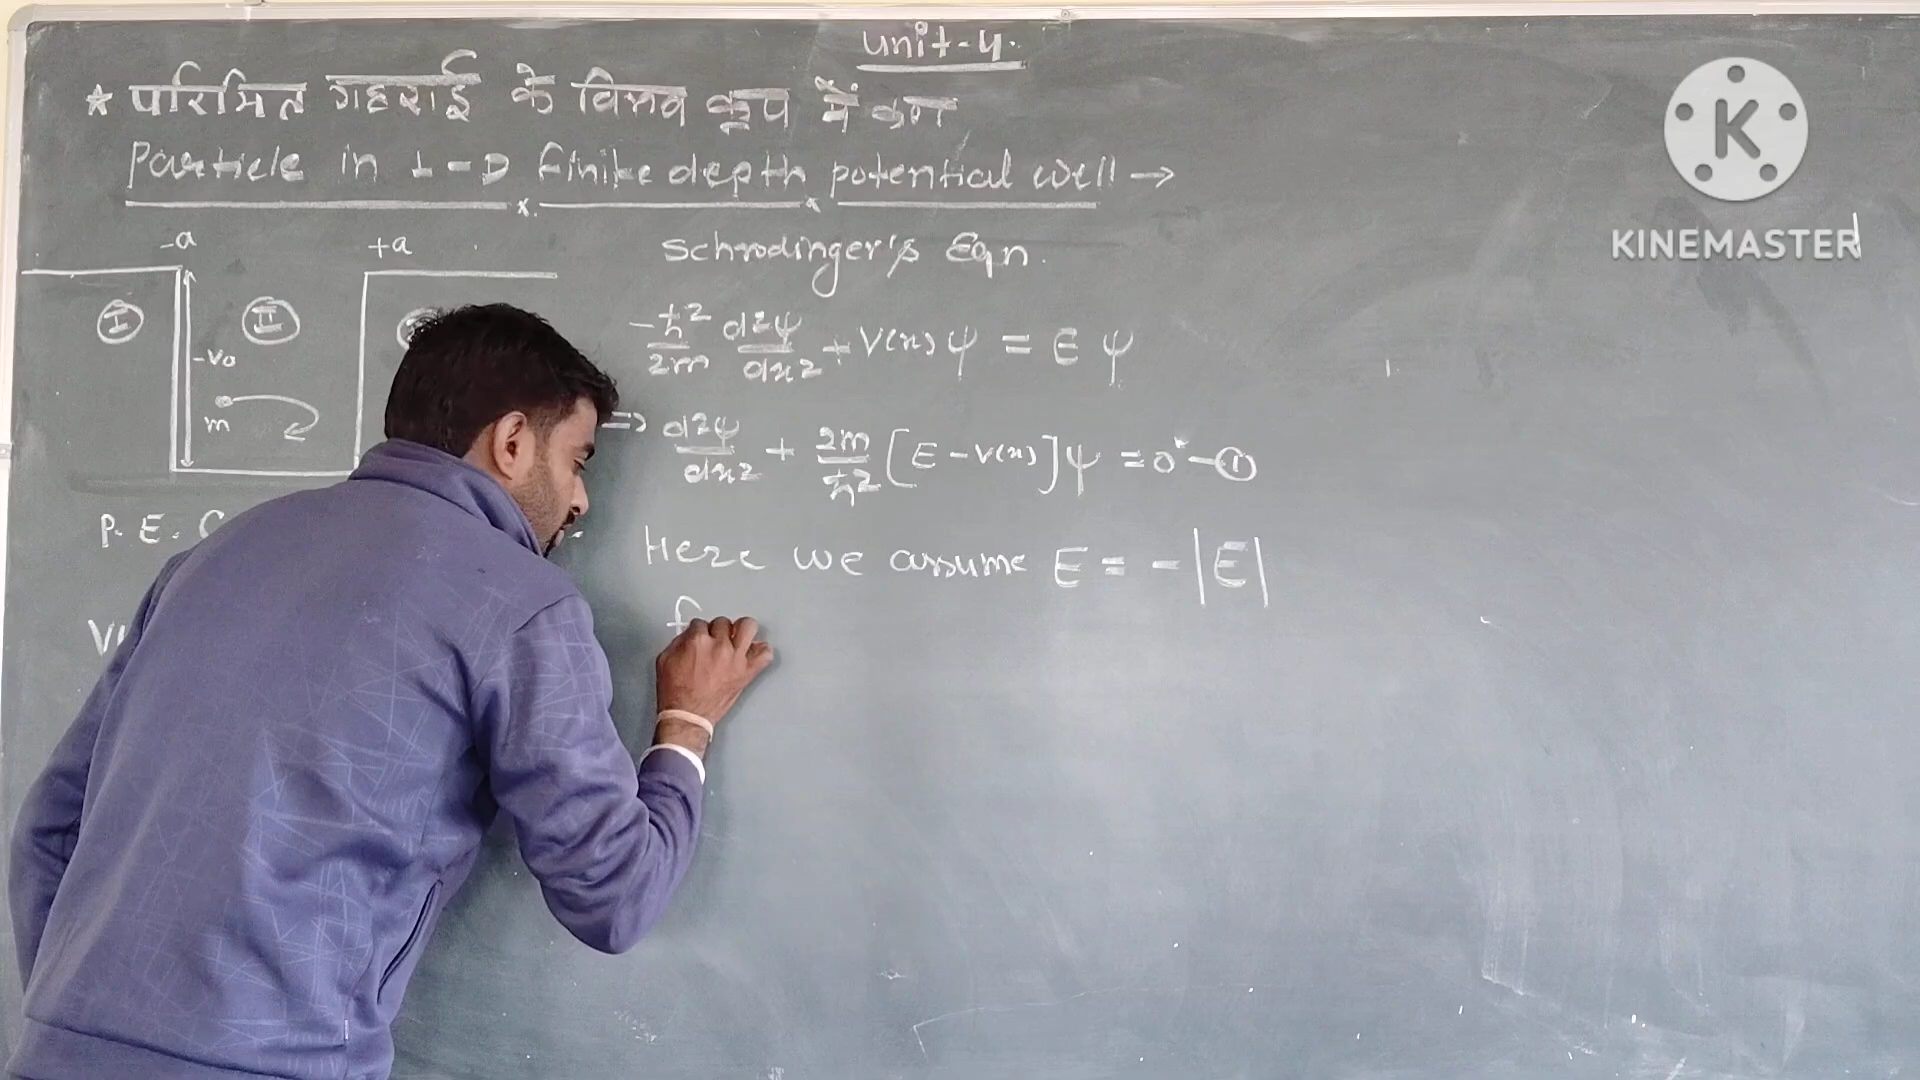 unit-4.
* परिमित गहराई के विभव कूप में कण
Particle in 1-D finite depth potential well →
-a
+a
I
II
-V0
m
P. E.
Schrodinger's Eqn.
-ħ²/2m d²ψ/dx² + V(x) ψ = E ψ
⇒ d²ψ/dx² + 2m/ħ² [E - V(x)] ψ = 0 -①
Here we assume E = - |E|
K
KINEMASTER